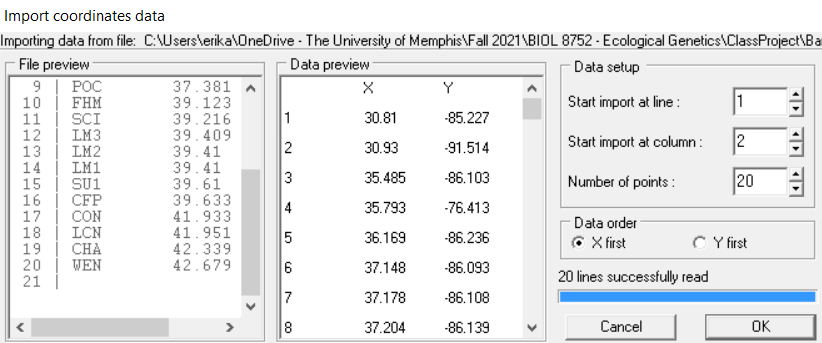 Import coordinates data
Importing data from file: C:\Users\erika\OneDrive - The University of Memphis\Fall 2021\BIOL 8752 - Ecological Genetics\ClassProject\Ba
File preview
9 | POC 37.381
10 | FHM 39.123
11 | SCI 39.216
12 | LM3 39.409
13 | LM2 39.41
14 | LM1 39.41
15 | SU1 39.61
16 | CFP 39.633
17 | CON 41.933
18 | LCN 41.951
19 | CHA 42.339
20 | WEN 42.679
21 |
Data preview
X Y
1 30.81 -85.227
2 30.93 -91.514
3 35.485 -86.103
4 35.793 -76.413
5 36.169 -86.236
6 37.148 -86.093
7 37.178 -86.108
8 37.204 -86.139
Data setup
Start import at line : 1
Start import at column : 2
Number of points : 20
Data order
X first Y first
20 lines successfully read
Cancel OK